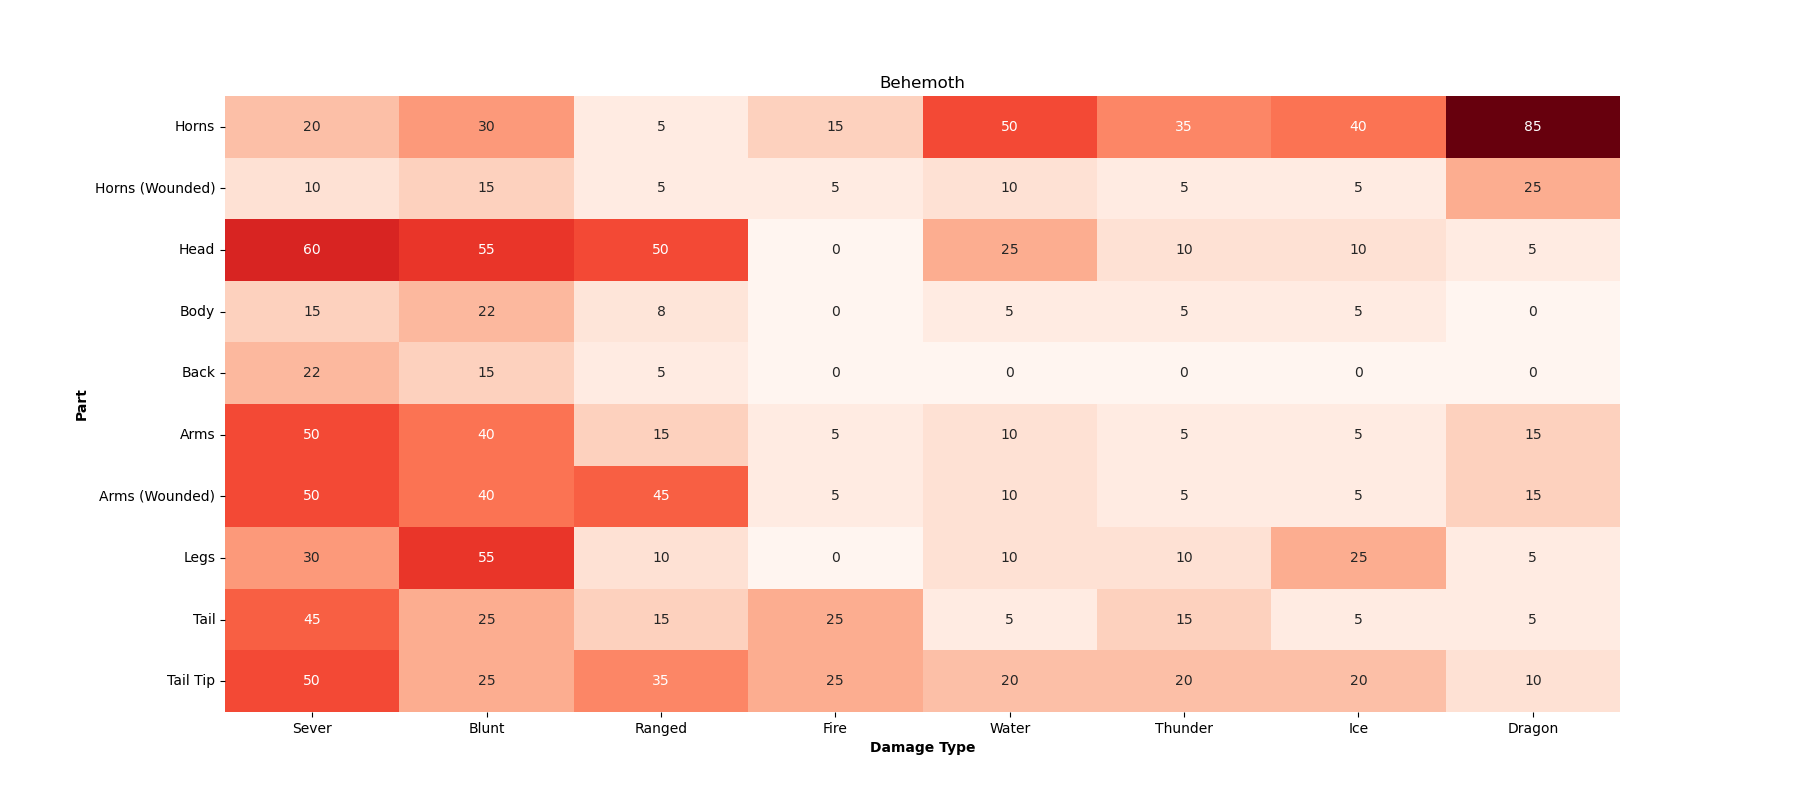 Behemoth
Horns 20 30 5 15 50 35 40 85
Horns (Wounded) 10 15 5 5 10 5 5 25
Head 60 55 50 0 25 10 10 5
Body 15 22 8 0 5 5 5 0
Back 22 15 5 0 0 0 0 0
Part
Arms 50 40 15 5 10 5 5 15
Arms (Wounded) 50 40 45 5 10 5 5 15
Legs 30 55 10 0 10 10 25 5
Tail 45 25 15 25 5 15 5 5
Tail Tip 50 25 35 25 20 20 20 10
Sever Blunt Ranged Fire Water Thunder Ice Dragon
Damage Type